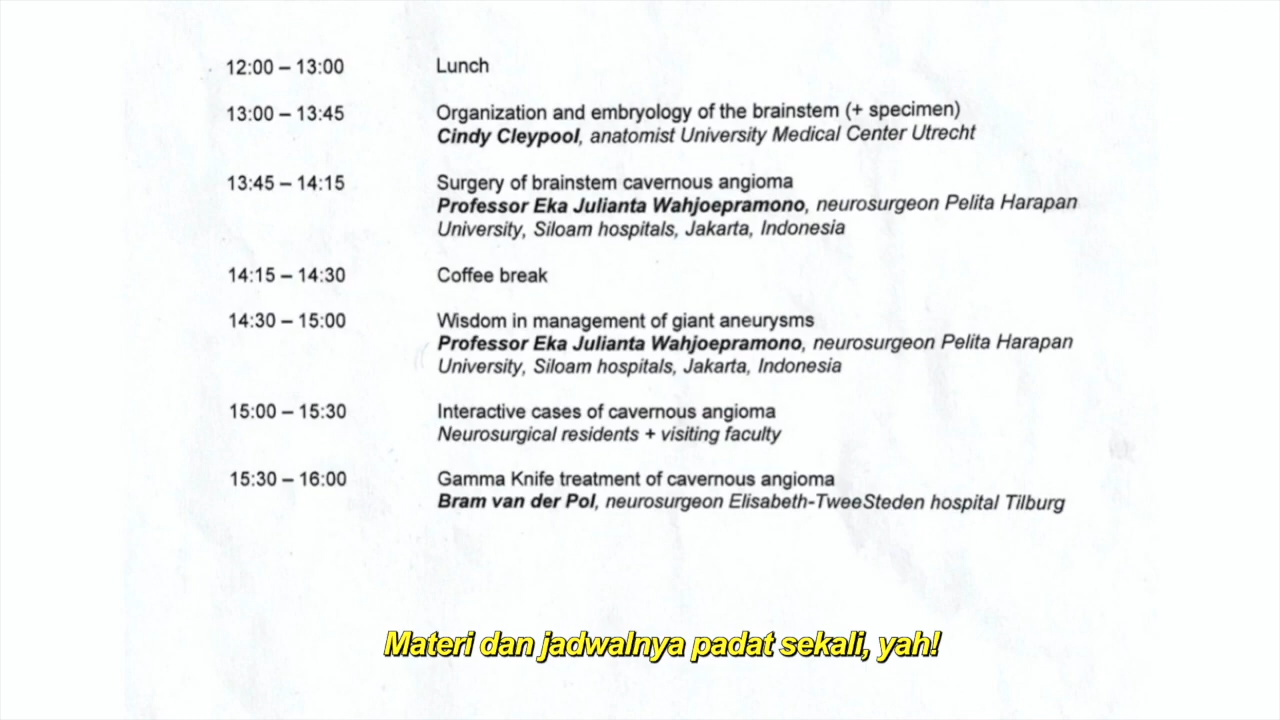 12:00 – 13:00 Lunch
13:00 – 13:45 Organization and embryology of the brainstem (+ specimen)
Cindy Cleypool, anatomist University Medical Center Utrecht
13:45 – 14:15 Surgery of brainstem cavernous angioma
Professor Eka Julianta Wahjoepramono, neurosurgeon Pelita Harapan
University, Siloam hospitals, Jakarta, Indonesia
14:15 – 14:30 Coffee break
14:30 – 15:00 Wisdom in management of giant aneurysms
Professor Eka Julianta Wahjoepramono, neurosurgeon Pelita Harapan
University, Siloam hospitals, Jakarta, Indonesia
15:00 – 15:30 Interactive cases of cavernous angioma
Neurosurgical residents + visiting faculty
15:30 – 16:00 Gamma Knife treatment of cavernous angioma
Bram van der Pol, neurosurgeon Elisabeth-TweeSteden hospital Tilburg
Materi dan jadwalnya padat sekali, yah!